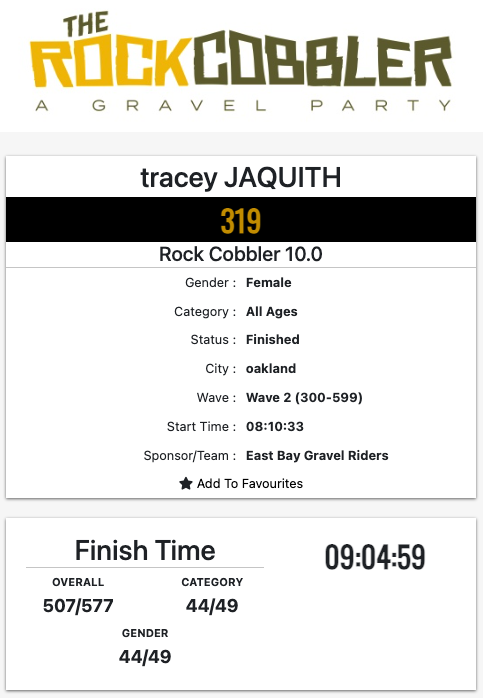 THE
ROCKCOBBLER
A GRAVEL PARTY
tracey JAQUITH
319
Rock Cobbler 10.0
Gender : Female
Category : All Ages
Status : Finished
City : oakland
Wave : Wave 2 (300-599)
Start Time : 08:10:33
Sponsor/Team : East Bay Gravel Riders
Add To Favourites
Finish Time
09:04:59
OVERALL CATEGORY
507/577 44/49
GENDER
44/49